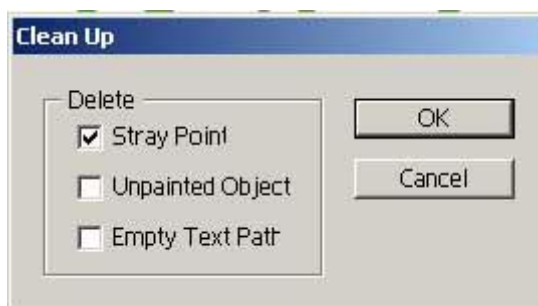 Clean Up
Delete
Stray Point
Unpainted Object
Empty Text Path
OK
Cancel